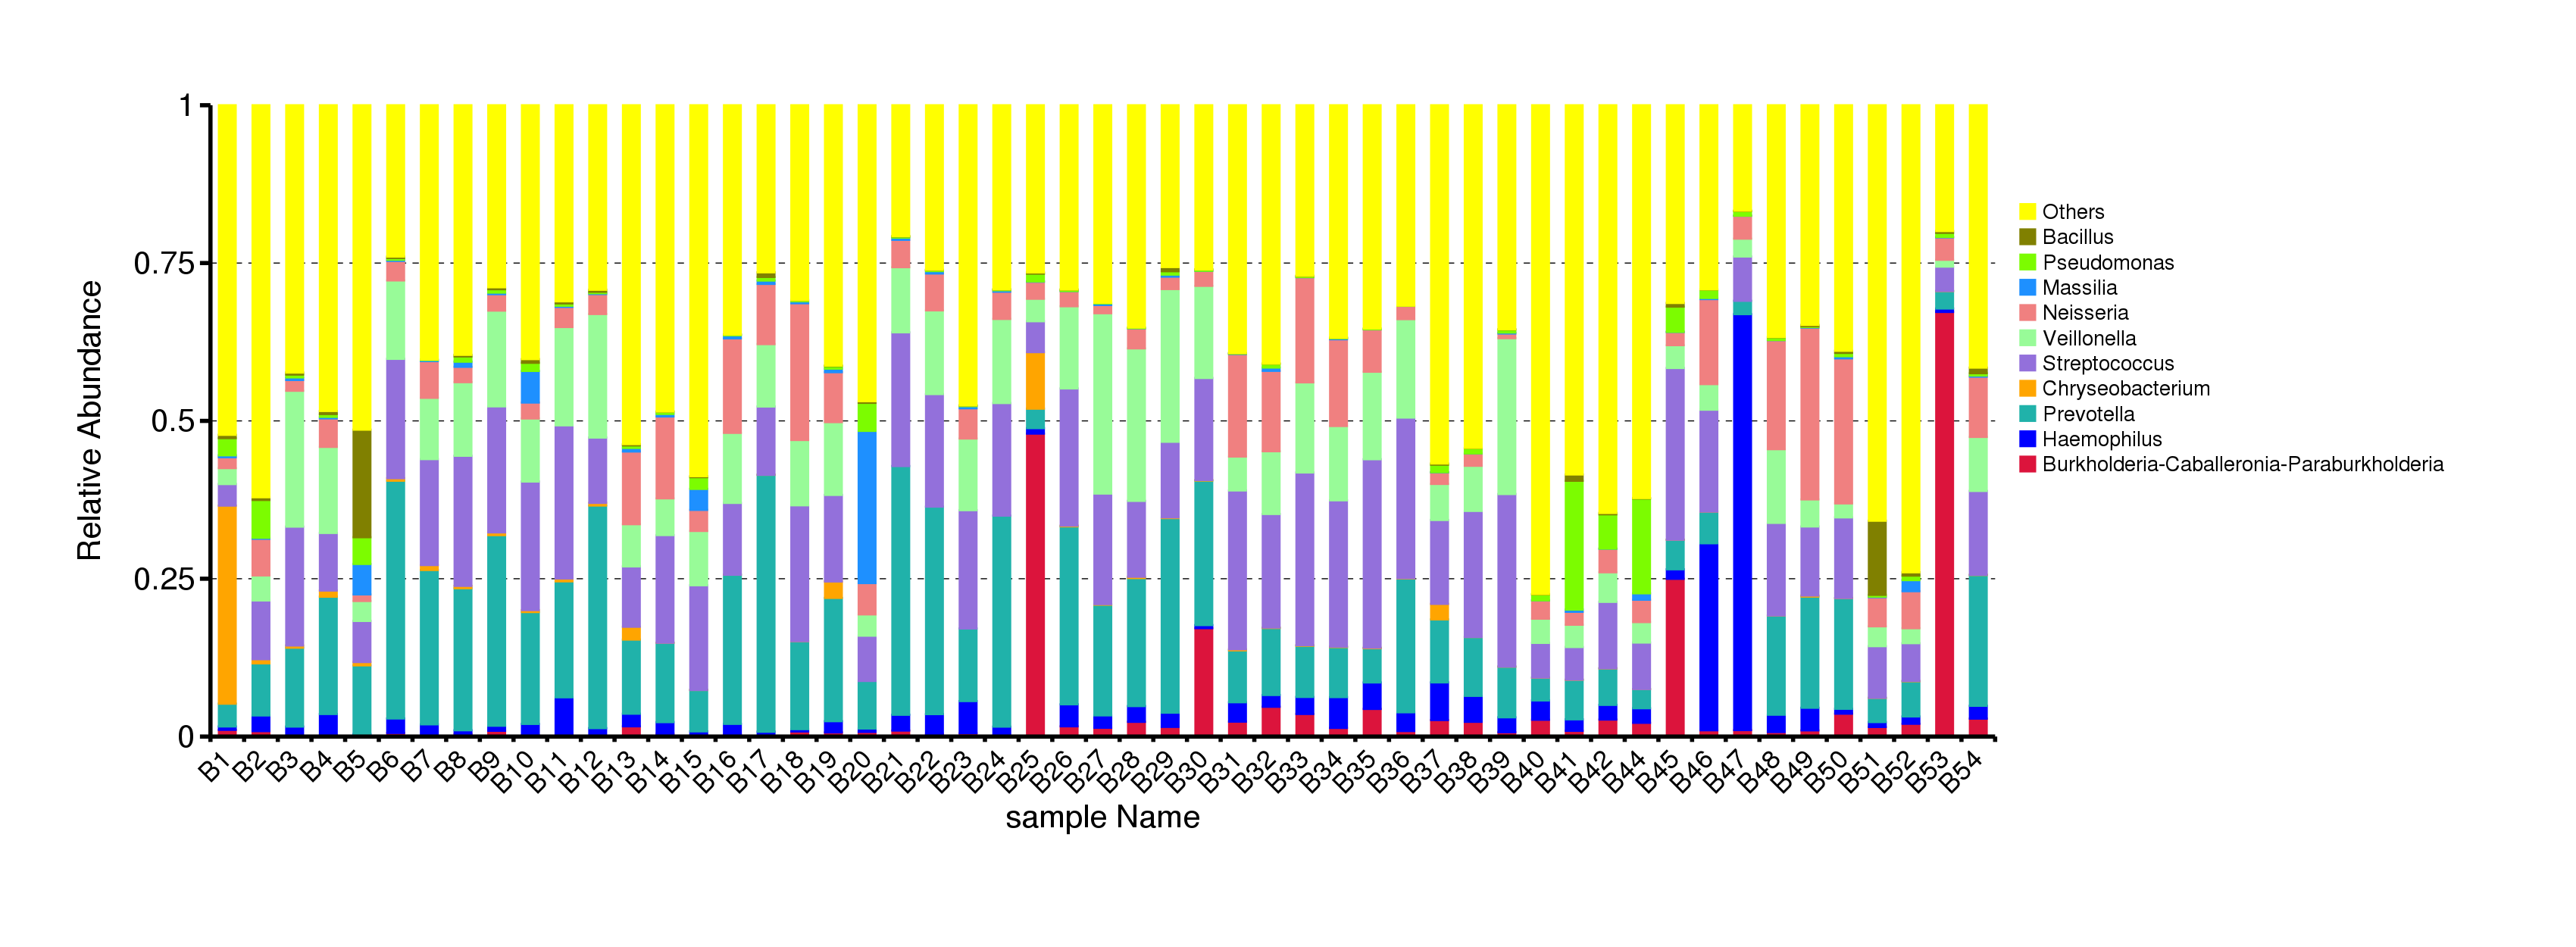 1
0.75
0.5
0.25
0
Relative Abundance
B1
B2
B3
B4
B5
B6
B7
B8
B9
B10
B11
B12
B13
B14
B15
B16
B17
B18
B19
B20
B21
B22
B23
B24
B25
B26
B27
B28
B29
B30
B31
B32
B33
B34
B35
B36
B37
B38
B39
B40
B41
B42
B44
B45
B46
B47
B48
B49
B50
B51
B52
B53
B54
sample Name
Others
Bacillus
Pseudomonas
Massilia
Neisseria
Veillonella
Streptococcus
Chryseobacterium
Prevotella
Haemophilus
Burkholderia-Caballeronia-Paraburkholderia